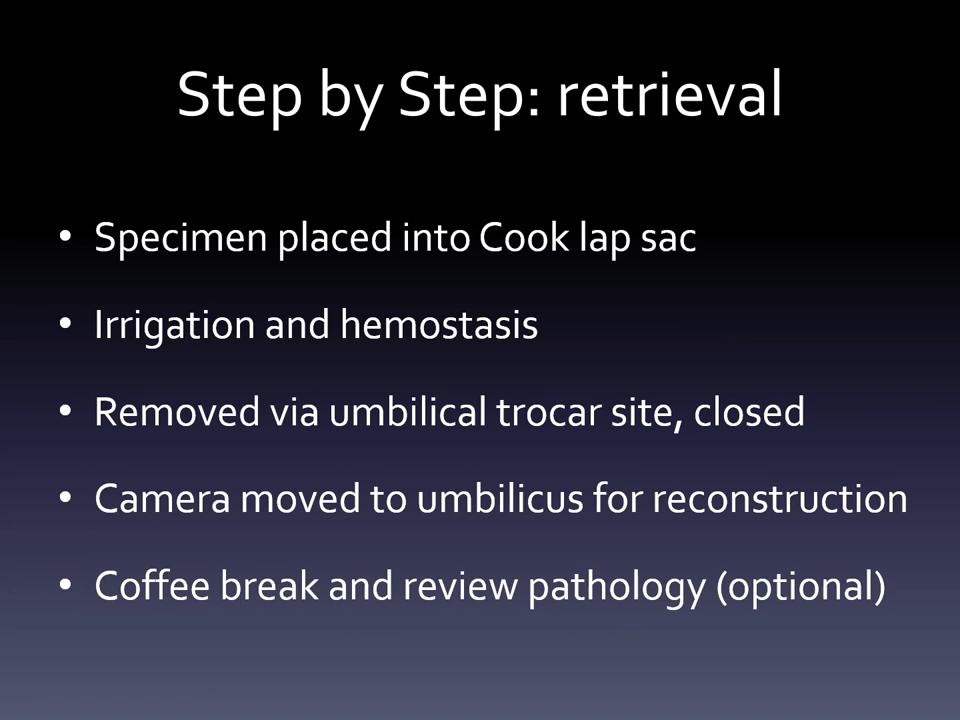 Step by Step: retrieval
• Specimen placed into Cook lap sac
• Irrigation and hemostasis
• Removed via umbilical trocar site, closed
• Camera moved to umbilicus for reconstruction
• Coffee break and review pathology (optional)